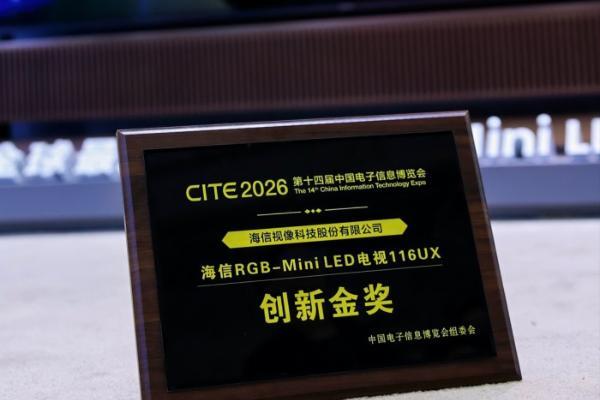 CITE2026 第十四届中国电子信息博览会
The 14th China Information Technology Expo
海信视像科技股份有限公司
海信RGB-Mini LED电视116UX
创新金奖
中国电子信息博览会组委会
Mini L